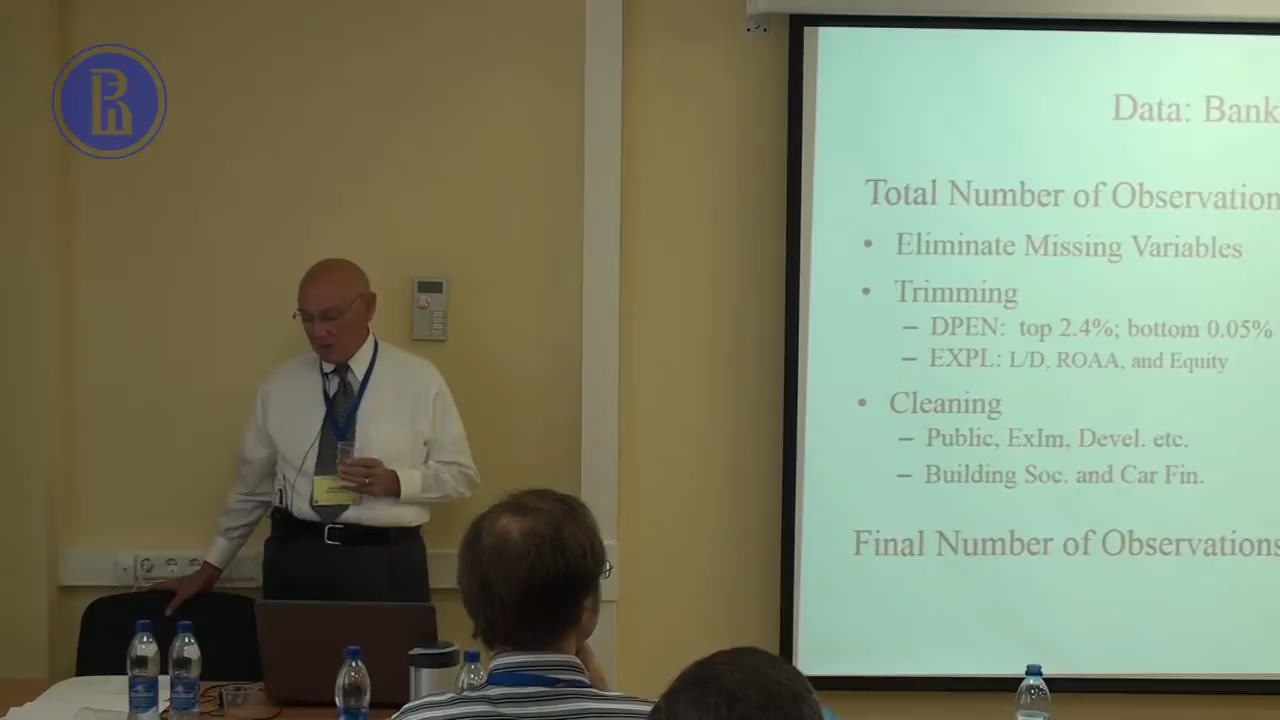 Data: Bank
Total Number of Observation
• Eliminate Missing Variables
• Trimming
– DPEN: top 2.4%; bottom 0.05%
– EXPL: L/D, ROAA, and Equity
• Cleaning
– Public, ExIm, Devel. etc.
– Building Soc. and Car Fin.
Final Number of Observations